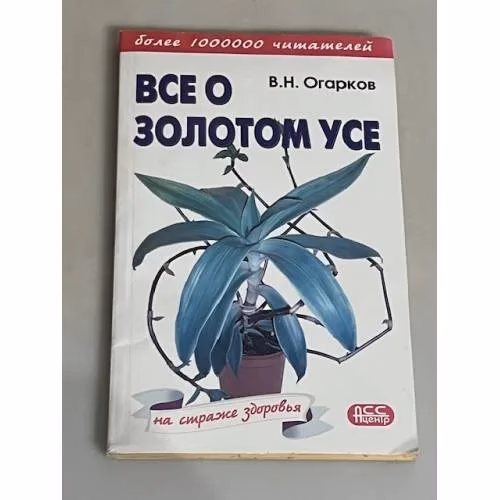 более 1000000 читателей
В.Н. Огарков
ВСЕ О
ЗОЛОТОМ УСЕ
на страже здоровья
АСС
центр